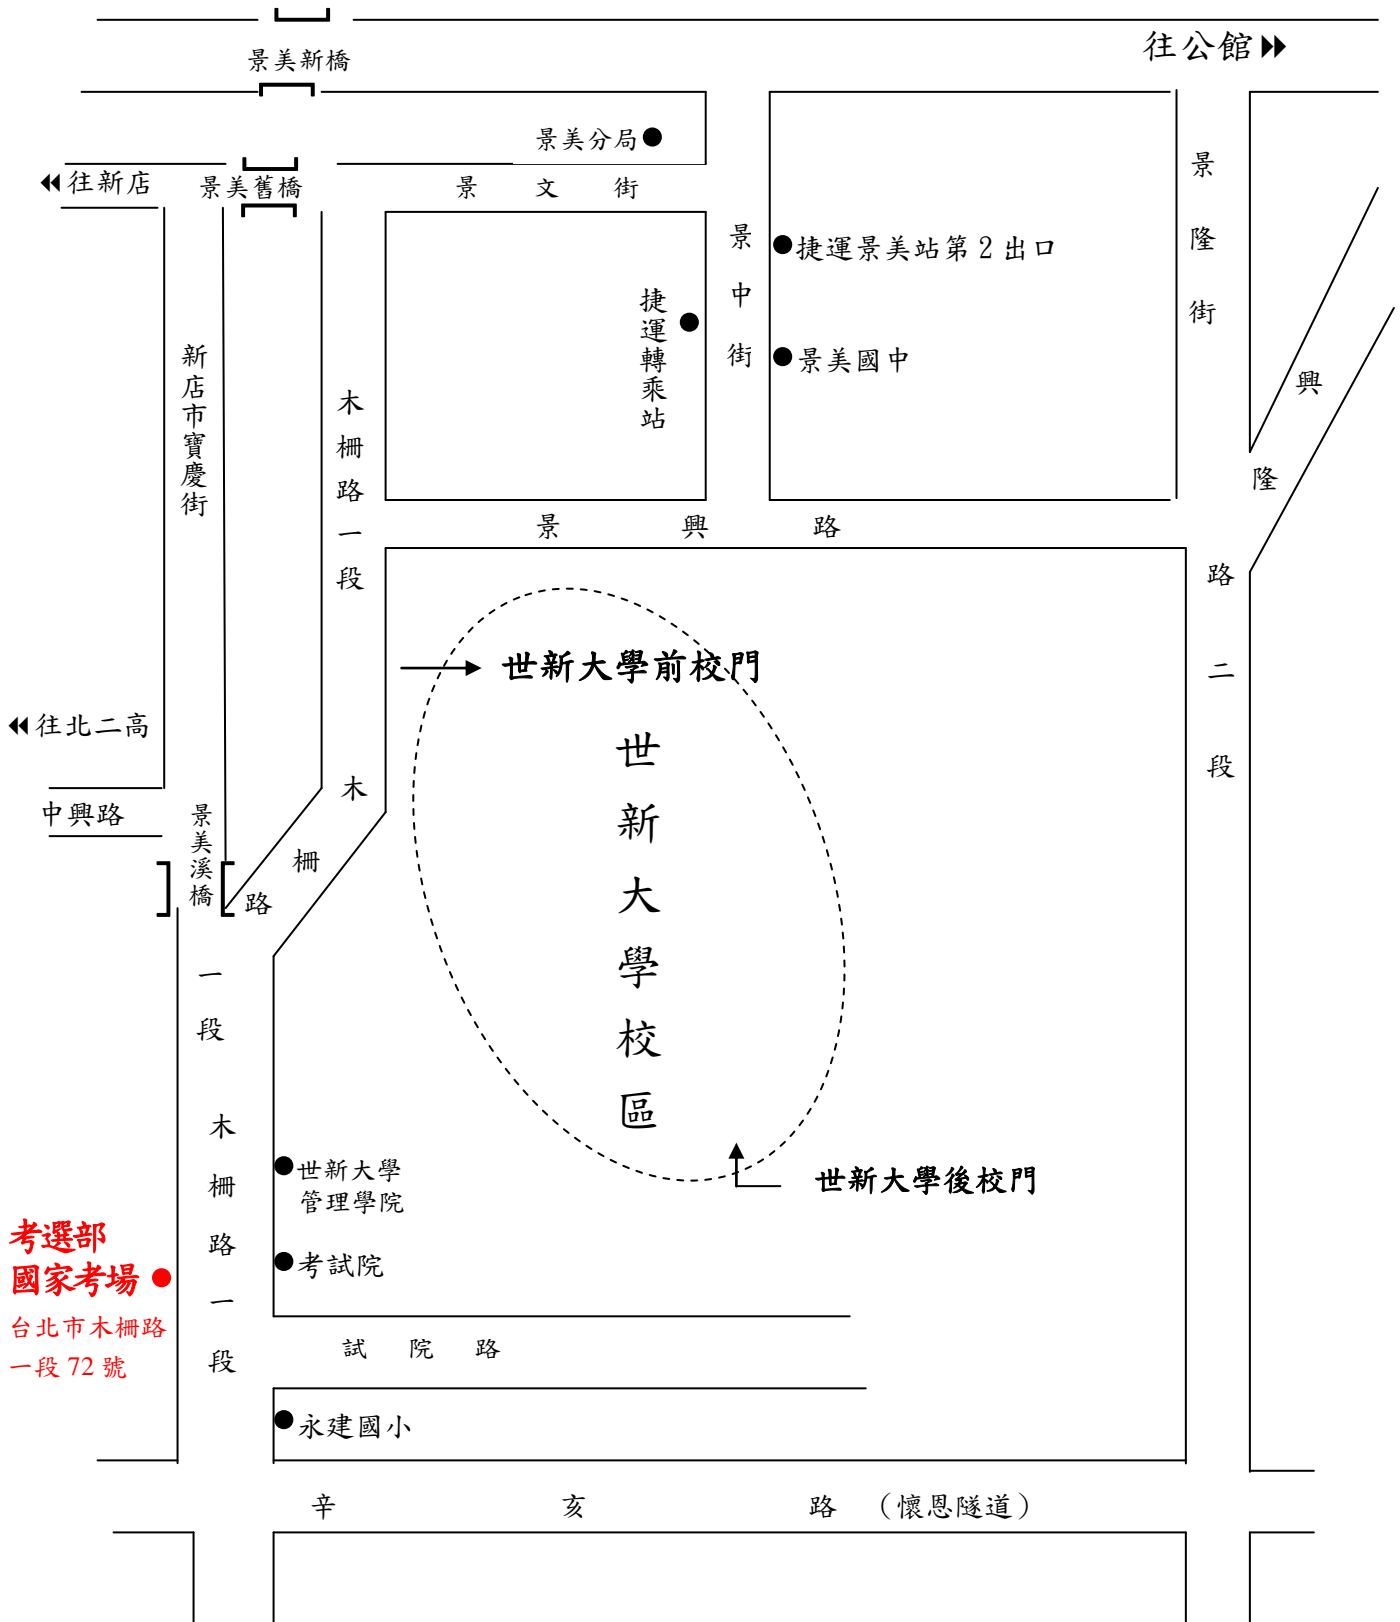 景美新橋
往公館
景美分局
往新店
景美舊橋
景文街
景隆街
景中街
捷運景美站第2出口
捷運轉乘站
景美國中
新店市寶慶街
木柵路一段
興隆路二段
景興路
世新大學前校門
世新大學校區
往北二高
中興路
景美溪橋
木柵路一段
木柵路一段
世新大學
管理學院
世新大學後校門
考選部
國家考場
台北市木柵路
一段 72 號
考試院
試院路
永建國小
辛亥路（懷恩隧道）